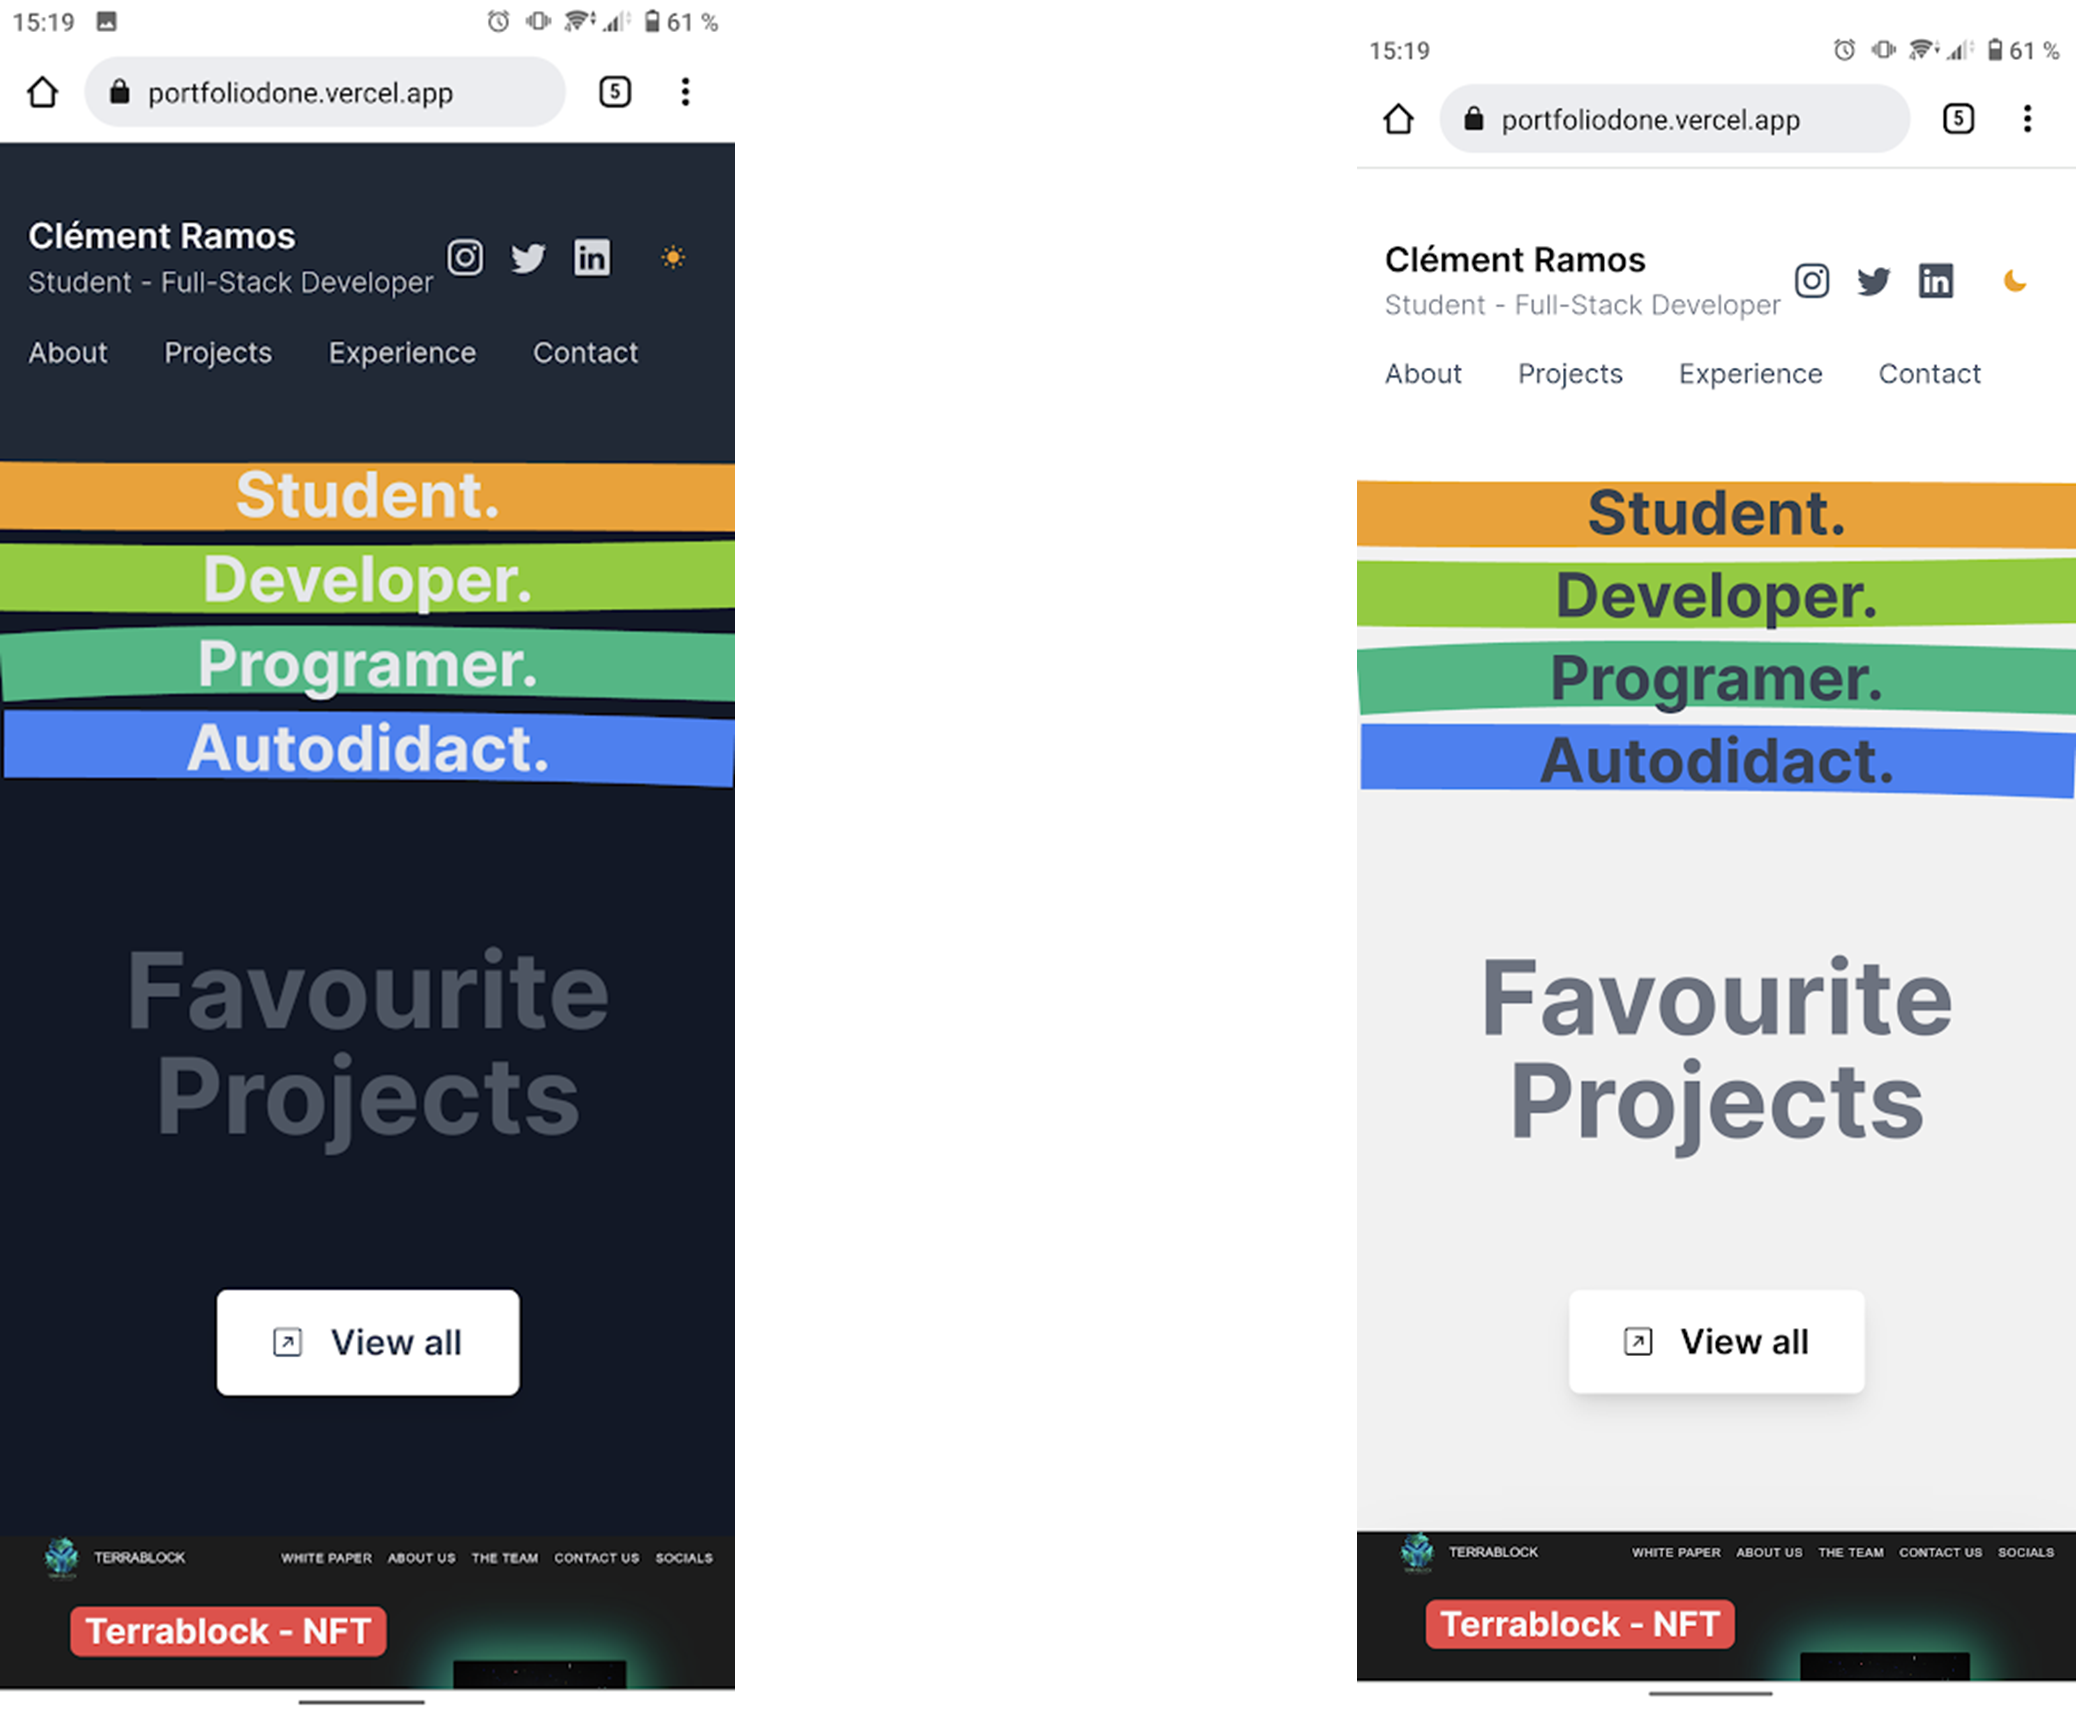 15:19 61 %
portfoliodone.vercel.app 5
Clément Ramos
Student - Full-Stack Developer
About Projects Experience Contact
Student.
Developer.
Programer.
Autodidact.
Favourite
Projects
View all
TERRABLOCK WHITE PAPER ABOUT US THE TEAM CONTACT US SOCIALS
Terrablock - NFT
15:19 61 %
portfoliodone.vercel.app 5
Clément Ramos
Student - Full-Stack Developer
About Projects Experience Contact
Student.
Developer.
Programer.
Autodidact.
Favourite
Projects
View all
TERRABLOCK WHITE PAPER ABOUT US THE TEAM CONTACT US SOCIALS
Terrablock - NFT